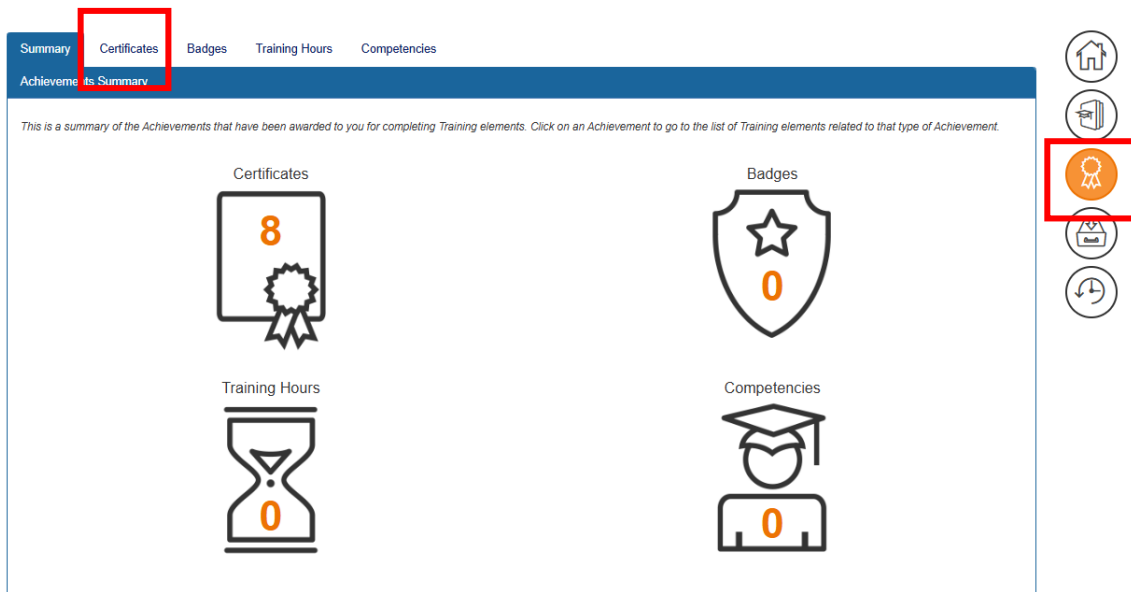 Summary Certificates Badges Training Hours Competencies
Achievements Summary
This is a summary of the Achievements that have been awarded to you for completing Training elements. Click on an Achievement to go to the list of Training elements related to that type of Achievement.
Certificates Badges
8
0
Training Hours Competencies
0 0